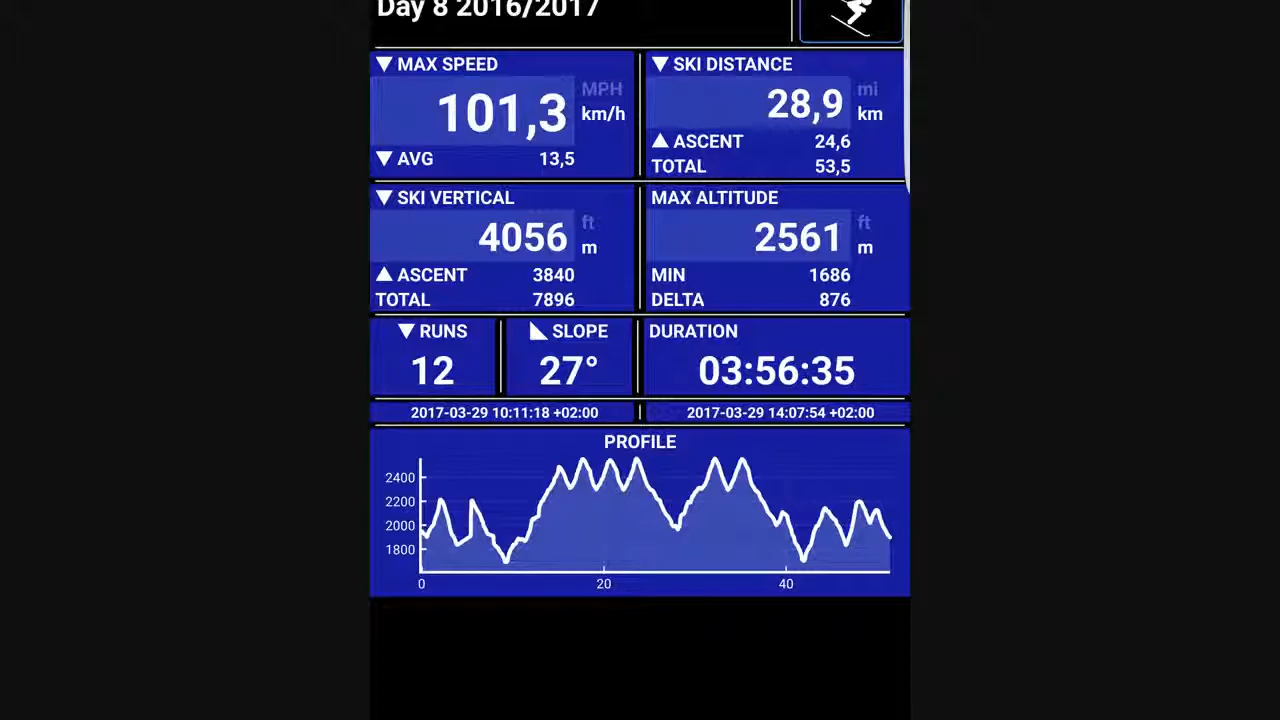 Day 8 2016/2017
MAX SPEED
101,3 MPH km/h
AVG 13,5
SKI DISTANCE
28,9 mi km
ASCENT 24,6
TOTAL 53,5
SKI VERTICAL
4056 ft m
ASCENT 3840
TOTAL 7896
MAX ALTITUDE
2561 ft m
MIN 1686
DELTA 876
RUNS
12
SLOPE
27°
DURATION
03:56:35
2017-03-29 10:11:18 +02:00
2017-03-29 14:07:54 +02:00
PROFILE
2400
2200
2000
1800
0 20 40